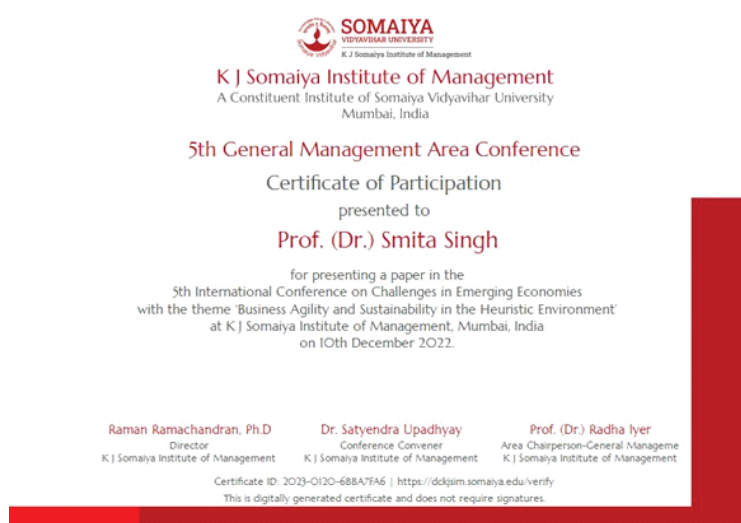 SOMAIYA
VIDYAVIHAR UNIVERSITY
K J Somaiya Institute of Management
K J Somaiya Institute of Management
A Constituent Institute of Somaiya Vidyavihar University
Mumbai, India
5th General Management Area Conference
Certificate of Participation
presented to
Prof. (Dr.) Smita Singh
for presenting a paper in the
5th International Conference on Challenges in Emerging Economies
with the theme 'Business Agility and Sustainability in the Heuristic Environment'
at K J Somaiya Institute of Management, Mumbai, India
on 10th December 2022.
Raman Ramachandran, Ph.D
Director
K J Somaiya Institute of Management
Dr. Satyendra Upadhyay
Conference Convener
K J Somaiya Institute of Management
Prof. (Dr.) Radha Iyer
Area Chairperson-General Manageme
K J Somaiya Institute of Management
Certificate ID: 2023-0120-6B8A7FA6 | https://dckjsim.somaiya.edu/verify
This is digitally generated certificate and does not require signatures.